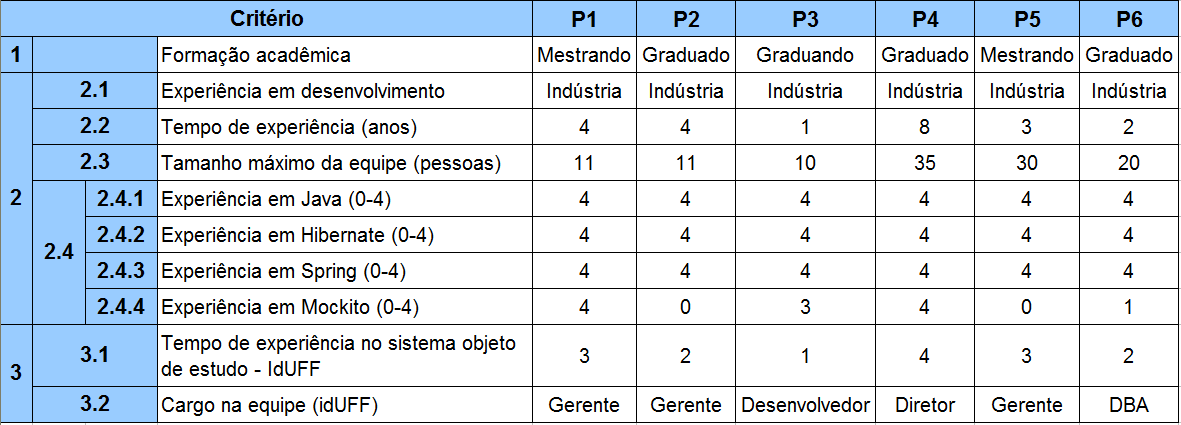 Critério P1 P2 P3 P4 P5 P6
1 Formação acadêmica Mestrando Graduado Graduando Graduado Mestrando Graduado
2 2.1 Experiência em desenvolvimento Indústria Indústria Indústria Indústria Indústria Indústria
2.2 Tempo de experiência (anos) 4 4 1 8 3 2
2.3 Tamanho máximo da equipe (pessoas) 11 11 10 35 30 20
2.4 2.4.1 Experiência em Java (0-4) 4 4 4 4 4 4
2.4.2 Experiência em Hibernate (0-4) 4 4 4 4 4 4
2.4.3 Experiência em Spring (0-4) 4 4 4 4 4 4
2.4.4 Experiência em Mockito (0-4) 4 0 3 4 0 1
3 3.1 Tempo de experiência no sistema objeto
de estudo - IdUFF 3 2 1 4 3 2
3.2 Cargo na equipe (idUFF) Gerente Gerente Desenvolvedor Diretor Gerente DBA